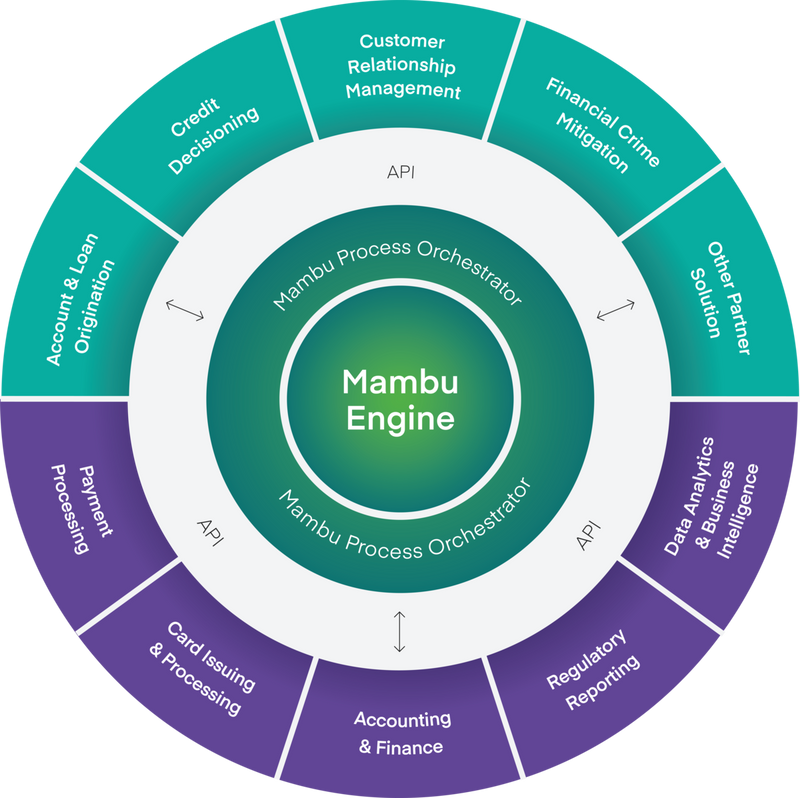 Customer
Relationship
Management
Financial Crime
Mitigation
Other Partner
Solution
Data Analytics
& Business
Intelligence
Regulatory
Reporting
Accounting
& Finance
Card Issuing
& Processing
Payment
Processing
Account & Loan
Origination
Credit
Decisioning
API
API
API
Mambu Process Orchestrator
Mambu
Engine
Mambu Process Orchestrator